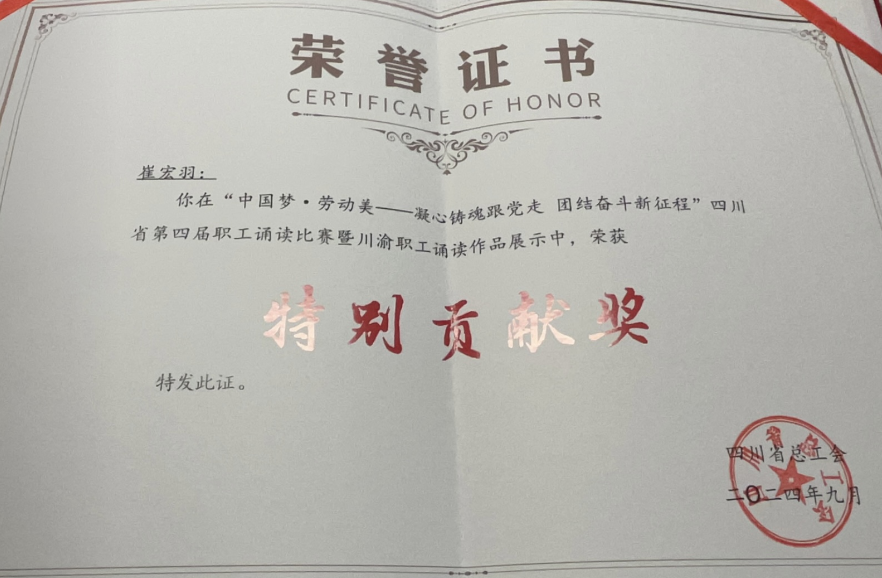 荣誉证书
CERTIFICATE OF HONOR
崔宏羽：
你在“中国梦·劳动美——凝心铸魂跟党走 团结奋斗新征程”四川
省第四届职工诵读比赛暨川渝职工诵读作品展示中，荣获
特别贡献奖
特发此证。
四川省总工会
二〇二四年九月